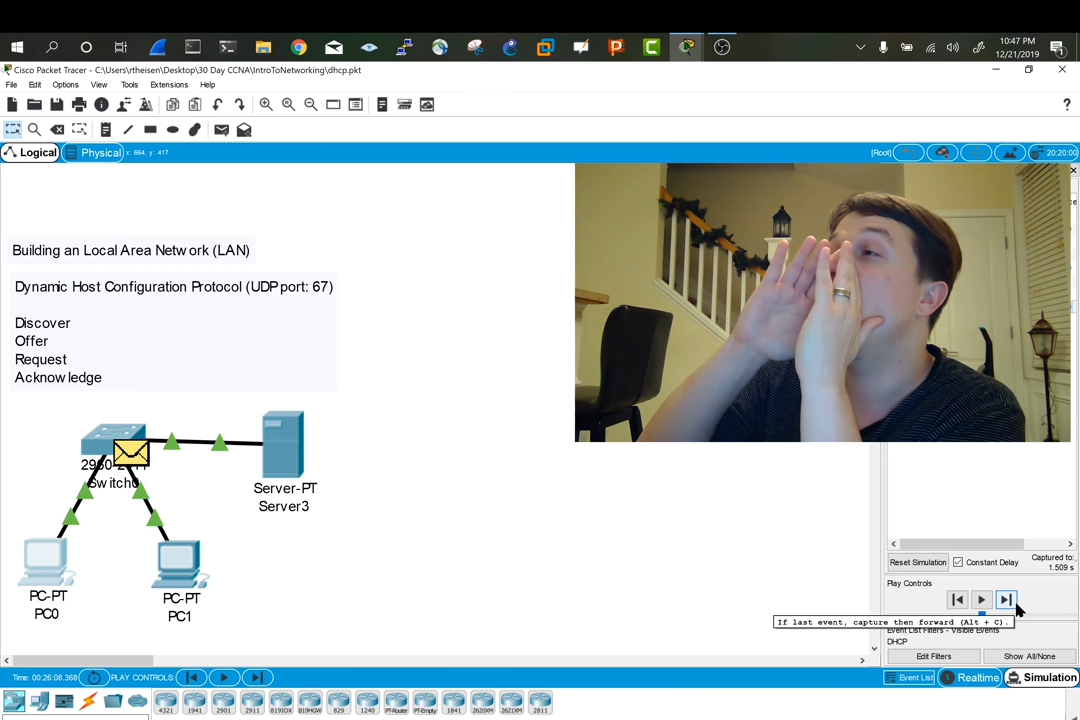 10:47 PM
12/21/2019
Cisco Packet Tracer - C:\Users\rtheisen\Desktop\30 Day CCNA\IntroToNetworking\dhcp.pkt
File Edit Options View Tools Extensions Help
Logical Physical x: 664, y: 417 [Root] 20:20:00
Building an Local Area Network (LAN)
Dynamic Host Configuration Protocol (UDP port: 67)
Discover
Offer
Request
Acknowledge
Switch0
Server-PT
Server3
PC-PT
PC0
PC-PT
PC1
Reset Simulation Constant Delay Captured to:
1.509 s
Play Controls
If last event, capture then forward (Alt + C).
Event List Filters - Visible Events
DHCP
Edit Filters Show All/None
Time: 00:26:08.368 PLAY CONTROLS: Event List Realtime Simulation
4321 1941 2901 2911 819IOX 819HGW 829 1240 PT-Router PT-Empty 1841 2620XM 2621XM 2811